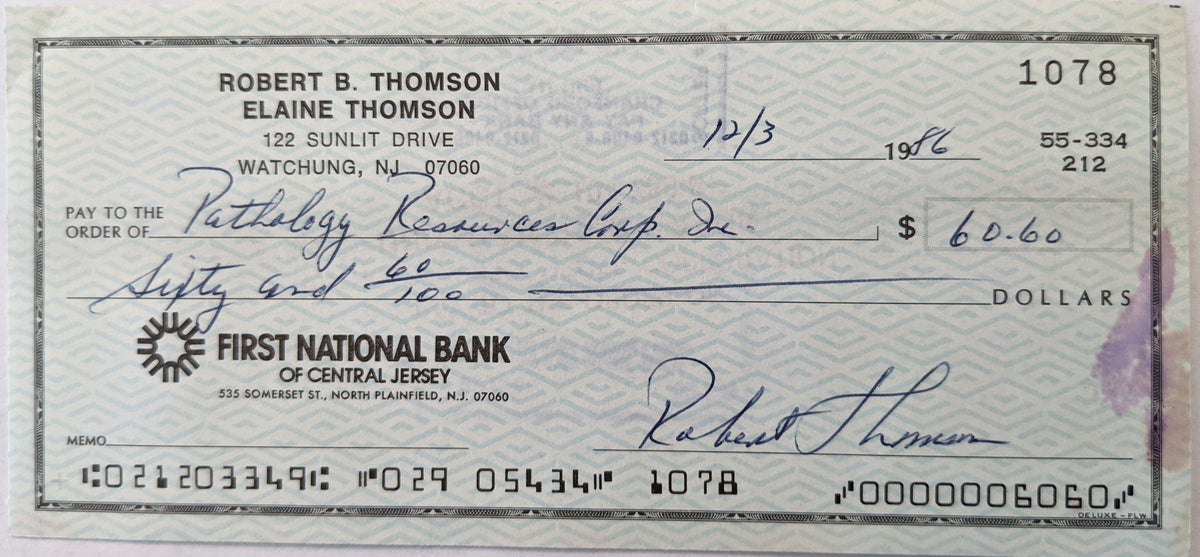 ROBERT B. THOMSON
ELAINE THOMSON
122 SUNLIT DRIVE
WATCHUNG, NJ 07060
1078
12/3 1986
55-334
212
PAY TO THE
ORDER OF Pathology Resources Corp. Inc. $ 60.60
Sixty and 60/100 DOLLARS
FIRST NATIONAL BANK
OF CENTRAL JERSEY
535 SOMERSET ST., NORTH PLAINFIELD, N.J. 07060
MEMO
Robert Thomson
⑆021203349⑆ ⑈029 05434⑈ 1078 ⑇0000006060⑇
DELUXE - FLW